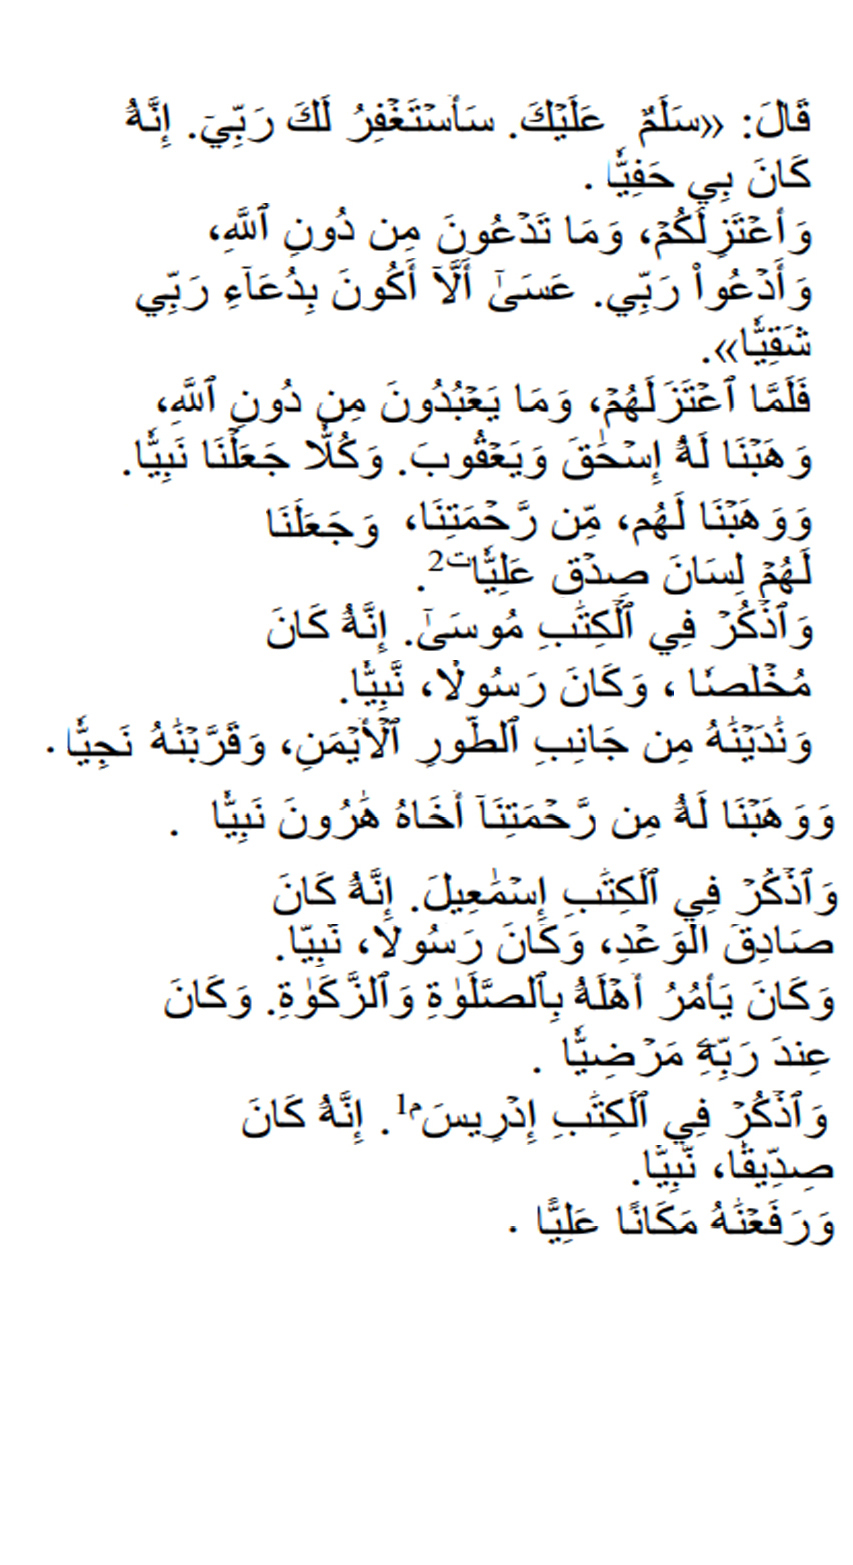 قَالَ: «سَلَٰمٌ عَلَيۡكَ. سَأَسۡتَغۡفِرُ لَكَ رَبِّيٓ. إِنَّهُۥ
كَانَ بِي حَفِيّٗا .
وَأَعۡتَزِلُكُمۡ، وَمَا تَدۡعُونَ مِن دُونِ ٱللَّهِ،
وَأَدۡعُواْ رَبِّي. عَسَىٰٓ أَلَّآ أَكُونَ بِدُعَآءِ رَبِّي
شَقِيّٗا».
فَلَمَّا ٱعۡتَزَلَهُمۡ، وَمَا يَعۡبُدُونَ مِن دُونِ ٱللَّهِ،
وَهَبۡنَا لَهُۥٓ إِسۡحَٰقَ وَيَعۡقُوبَ. وَكُلّٗا جَعَلۡنَا نَبِيّٗا.
وَوَهَبۡنَا لَهُم، مِّن رَّحۡمَتِنَا، وَجَعَلۡنَا
لَهُمۡ لِسَانَ صِدۡقٍ عَلِيّٗا ت2.
وَٱذۡكُرۡ فِي ٱلۡكِتَٰبِ مُوسَىٰٓ. إِنَّهُۥ كَانَ
مُخۡلَصٗا ، وَكَانَ رَسُولٗا، نَّبِيّٗا.
وَنَٰدَيۡنَٰهُ مِن جَانِبِ ٱلطُّورِ ٱلۡأَيۡمَنِ، وَقَرَّبۡنَٰهُ نَجِيّٗا .
وَوَهَبۡنَا لَهُۥ مِن رَّحۡمَتِنَآ أَخَاهُ هَٰرُونَ نَبِيّٗا .
وَٱذۡكُرۡ فِي ٱلۡكِتَٰبِ إِسۡمَٰعِيلَ. إِنَّهُۥ كَانَ
صَادِقَ ٱلۡوَعۡدِ، وَكَانَ رَسُولٗا، نَّبِيّٗا.
وَكَانَ يَأۡمُرُ أَهۡلَهُۥ بِٱلصَّلَوٰةِ وَٱلزَّكَوٰةِ. وَكَانَ
عِندَ رَبِّهِۦ مَرۡضِيّٗا .
وَٱذۡكُرۡ فِي ٱلۡكِتَٰبِ إِدۡرِيسَ م1. إِنَّهُۥ كَانَ
صِدِّيقٗا، نَّبِيّٗا.
وَرَفَعۡنَٰهُ مَكَانًا عَلِيًّا .